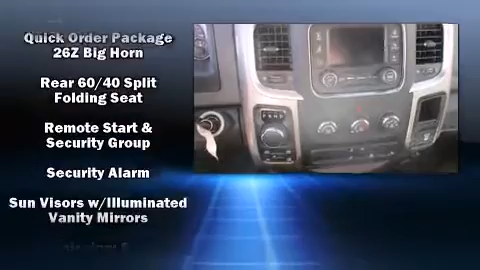 Quick Order Package
26Z Big Horn
Rear 60/40 Split
Folding Seat
Remote Start &
Security Group
Security Alarm
Sun Visors w/Illuminated
Vanity Mirrors